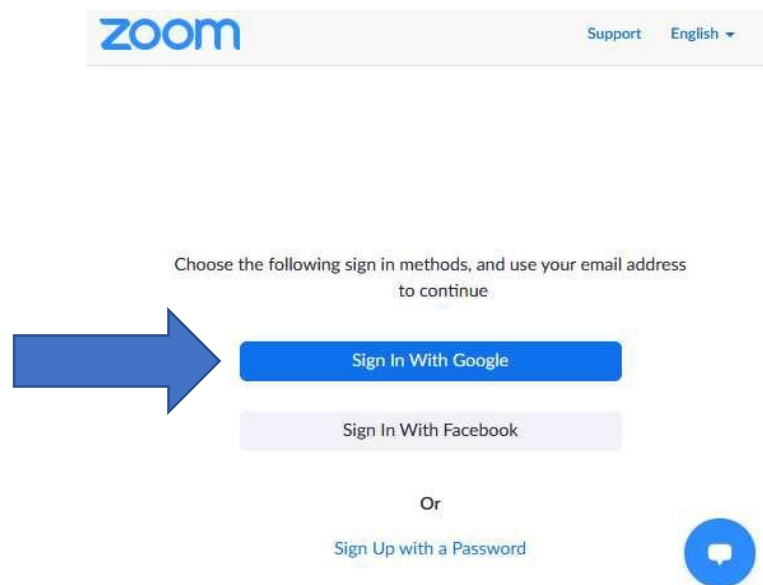 zoom
Support English
Choose the following sign in methods, and use your email address
to continue
Sign In With Google
Sign In With Facebook
Or
Sign Up with a Password